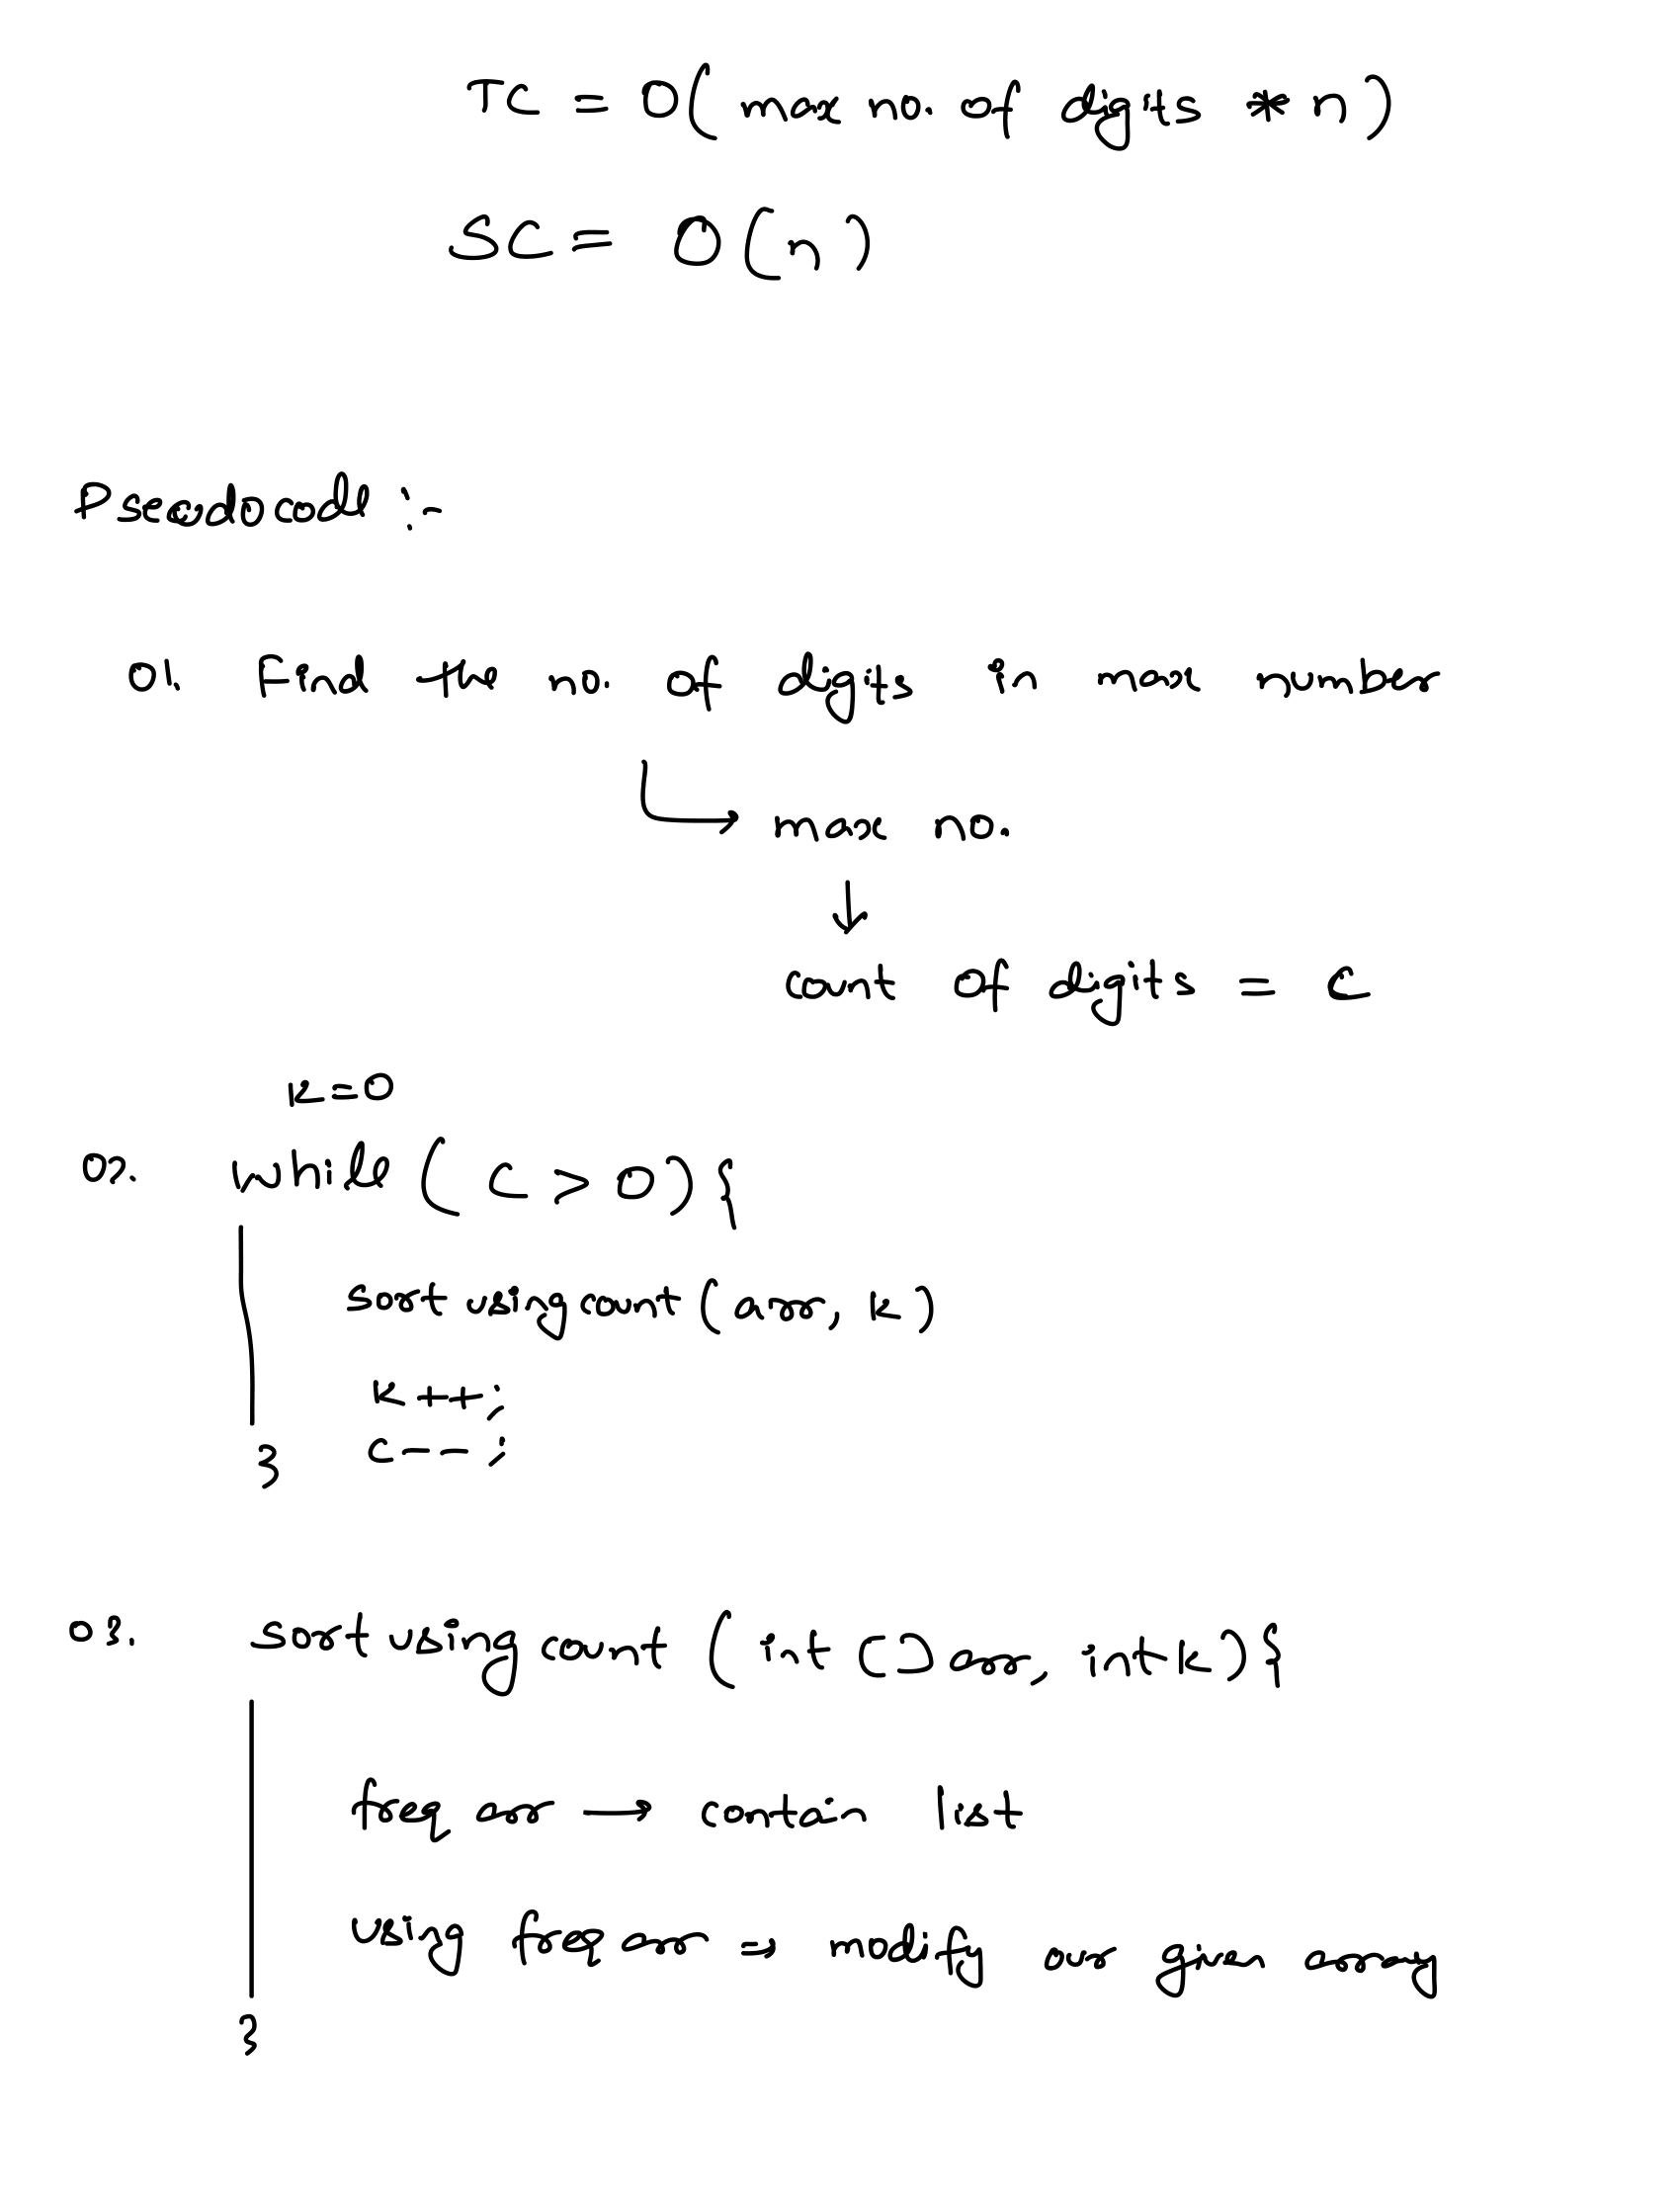 TC = O( max no. of digits * n )
SC = O(n)
Pseudocode :-
01. Find the no. of digits in max number
max no.
count of digits = c
k=0
02. while ( c > 0 ) {
sort using count ( arr, k )
k ++;
c-- ;
}
03. sort using count ( int [] arr, int k ) {
freq arr → contain list
using freq arr ⇒ modify our given array
}